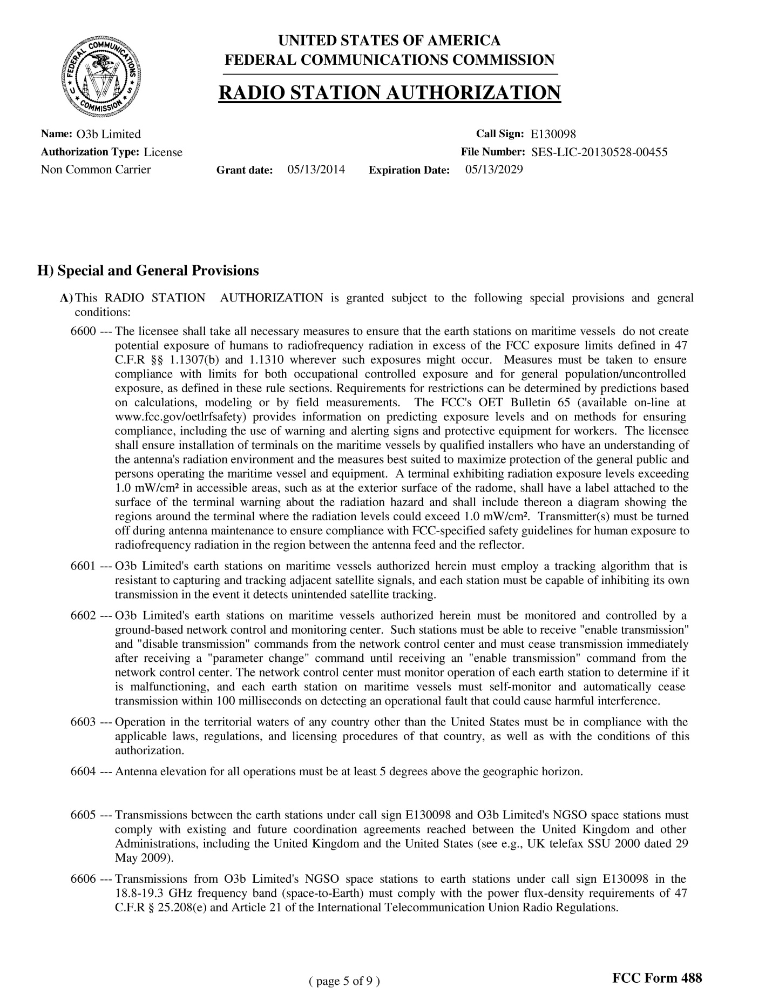 FEDERAL COMMUNICATIONS COMMISSION U S
UNITED STATES OF AMERICA
FEDERAL COMMUNICATIONS COMMISSION
RADIO STATION AUTHORIZATION
Name: O3b Limited Call Sign: E130098
Authorization Type: License File Number: SES-LIC-20130528-00455
Non Common Carrier Grant date: 05/13/2014 Expiration Date: 05/13/2029
H) Special and General Provisions
A) This RADIO STATION AUTHORIZATION is granted subject to the following special provisions and general
conditions:
6600 --- The licensee shall take all necessary measures to ensure that the earth stations on maritime vessels do not create
potential exposure of humans to radiofrequency radiation in excess of the FCC exposure limits defined in 47
C.F.R §§ 1.1307(b) and 1.1310 wherever such exposures might occur. Measures must be taken to ensure
compliance with limits for both occupational controlled exposure and for general population/uncontrolled
exposure, as defined in these rule sections. Requirements for restrictions can be determined by predictions based
on calculations, modeling or by field measurements. The FCC's OET Bulletin 65 (available on-line at
www.fcc.gov/oetlrfsafety) provides information on predicting exposure levels and on methods for ensuring
compliance, including the use of warning and alerting signs and protective equipment for workers. The licensee
shall ensure installation of terminals on the maritime vessels by qualified installers who have an understanding of
the antenna's radiation environment and the measures best suited to maximize protection of the general public and
persons operating the maritime vessel and equipment. A terminal exhibiting radiation exposure levels exceeding
1.0 mW/cm² in accessible areas, such as at the exterior surface of the radome, shall have a label attached to the
surface of the terminal warning about the radiation hazard and shall include thereon a diagram showing the
regions around the terminal where the radiation levels could exceed 1.0 mW/cm². Transmitter(s) must be turned
off during antenna maintenance to ensure compliance with FCC-specified safety guidelines for human exposure to
radiofrequency radiation in the region between the antenna feed and the reflector.
6601 --- O3b Limited's earth stations on maritime vessels authorized herein must employ a tracking algorithm that is
resistant to capturing and tracking adjacent satellite signals, and each station must be capable of inhibiting its own
transmission in the event it detects unintended satellite tracking.
6602 --- O3b Limited's earth stations on maritime vessels authorized herein must be monitored and controlled by a
ground-based network control and monitoring center. Such stations must be able to receive "enable transmission"
and "disable transmission" commands from the network control center and must cease transmission immediately
after receiving a "parameter change" command until receiving an "enable transmission" command from the
network control center. The network control center must monitor operation of each earth station to determine if it
is malfunctioning, and each earth station on maritime vessels must self-monitor and automatically cease
transmission within 100 milliseconds on detecting an operational fault that could cause harmful interference.
6603 --- Operation in the territorial waters of any country other than the United States must be in compliance with the
applicable laws, regulations, and licensing procedures of that country, as well as with the conditions of this
authorization.
6604 --- Antenna elevation for all operations must be at least 5 degrees above the geographic horizon.
6605 --- Transmissions between the earth stations under call sign E130098 and O3b Limited's NGSO space stations must
comply with existing and future coordination agreements reached between the United Kingdom and other
Administrations, including the United Kingdom and the United States (see e.g., UK telefax SSU 2000 dated 29
May 2009).
6606 --- Transmissions from O3b Limited's NGSO space stations to earth stations under call sign E130098 in the
18.8-19.3 GHz frequency band (space-to-Earth) must comply with the power flux-density requirements of 47
C.F.R § 25.208(e) and Article 21 of the International Telecommunication Union Radio Regulations.
( page 5 of 9 ) FCC Form 488